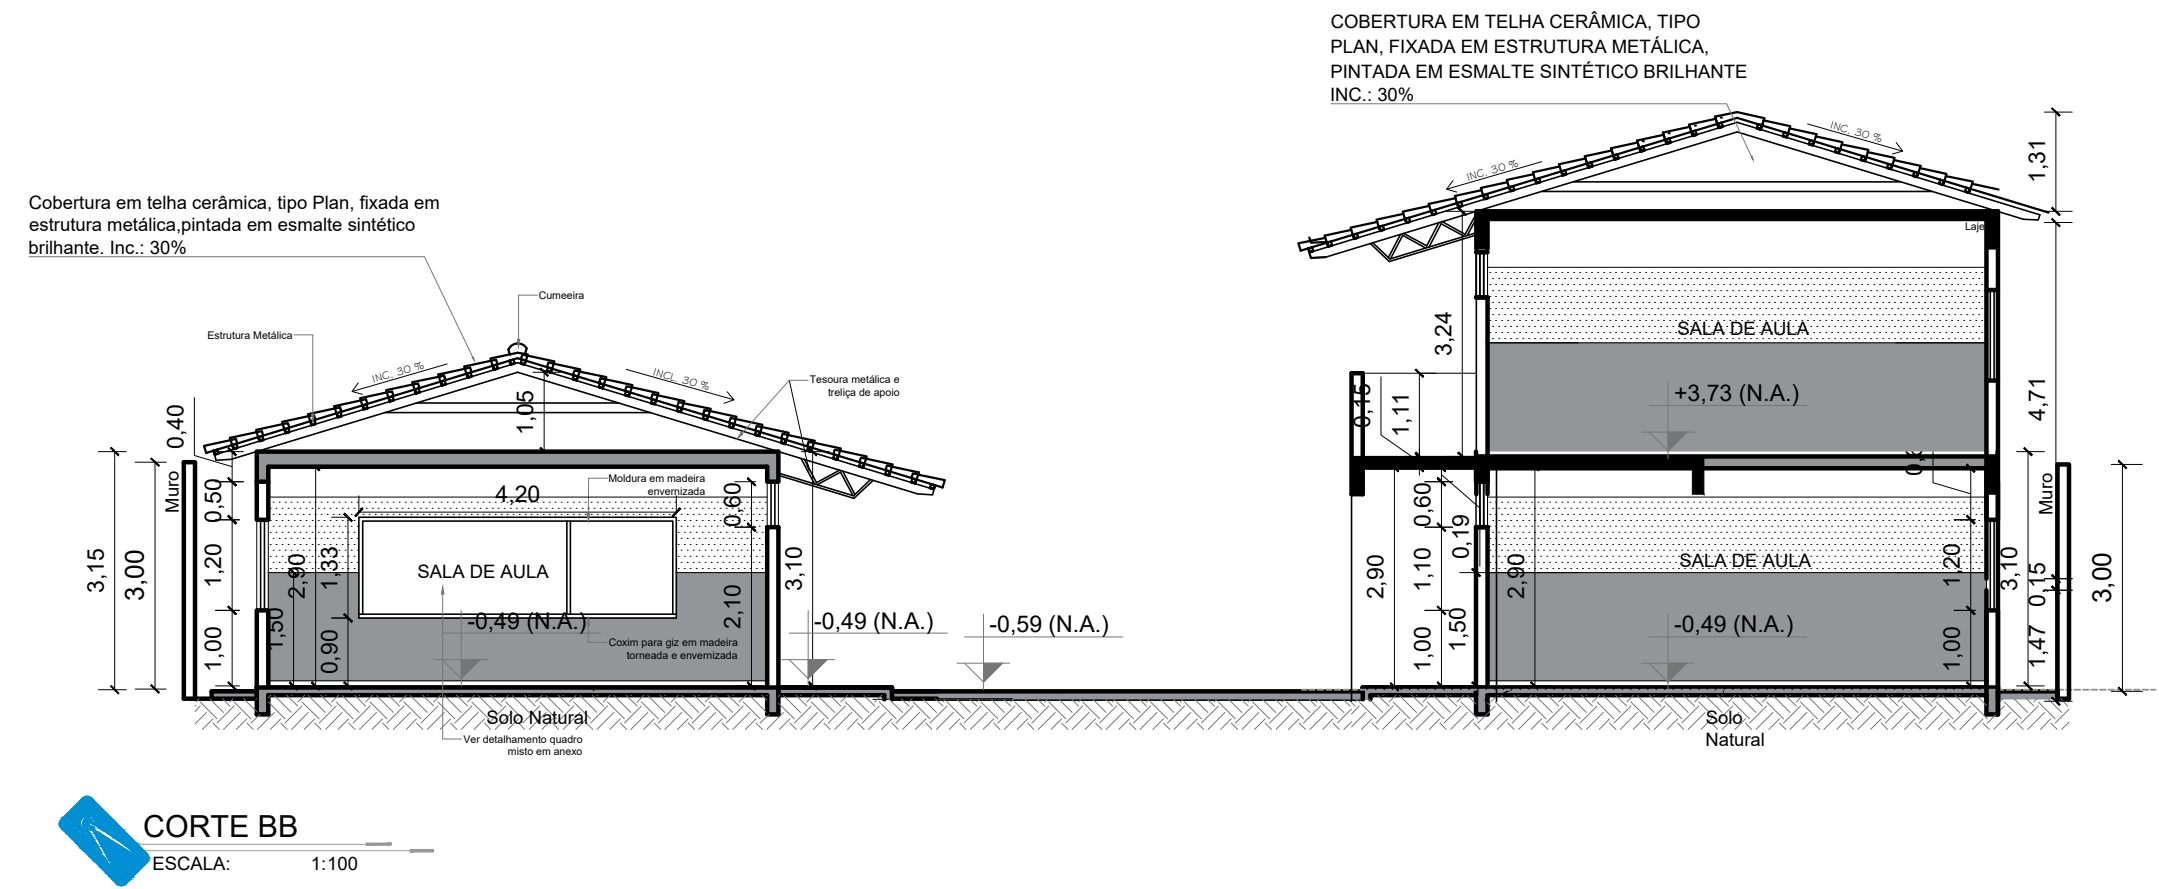 COBERTURA EM TELHA CERÂMICA, TIPO
PLAN, FIXADA EM ESTRUTURA METÁLICA,
PINTADA EM ESMALTE SINTÉTICO BRILHANTE
INC.: 30%
INC. 30 %
INC. 30 %
1,31
Cobertura em telha cerâmica, tipo Plan, fixada em
estrutura metálica,pintada em esmalte sintético
brilhante. Inc.: 30%
Laje
Cumeeira
Estrutura Metálica
SALA DE AULA
3,24
INC. 30 %
INCL. 30 %
Tesoura metálica e
treliça de apoio
+3,73 (N.A.)
4,71
0,40
1,05
0,15
1,11
Muro
0,50
4,20
Moldura em madeira
envernizada
0,60
0,60
0,19
Muro
3,15
3,00
1,20
2,90
1,33
SALA DE AULA
3,10
2,90
1,10
2,90
SALA DE AULA
1,20
3,10
0,15
3,00
1,00
1,50
0,90
-0,49 (N.A.)
2,10
-0,49 (N.A.)
-0,59 (N.A.)
1,00
1,50
-0,49 (N.A.)
1,00
1,47
Coxim para giz em madeira
torneada e envernizada
Solo Natural
Solo
Natural
Ver detalhamento quadro
misto em anexo
CORTE BB
ESCALA: 1:100